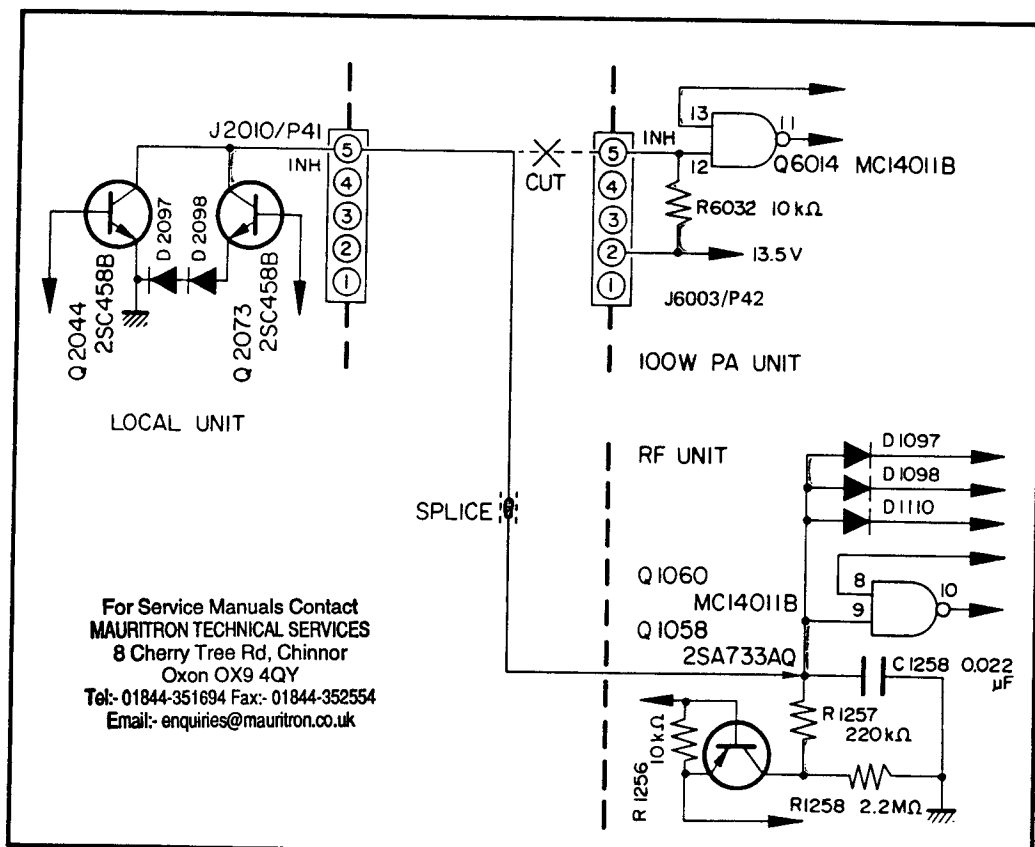 J2010/P41
INH
5
4
3
2
1
D2097
D2098
Q2044
2SC458B
Q2073
2SC458B
LOCAL UNIT
CUT
INH
5
4
3
2
1
13
12
11
Q6014 MC14011B
R6032 10kΩ
13.5V
J6003/P42
100W PA UNIT
RF UNIT
SPLICE
D1097
D1098
D1110
Q1060
MC14011B
8
9
10
Q1058
2SA733AQ
C1258 0.022
μF
R1257
220kΩ
R1256
10kΩ
R1258 2.2MΩ
For Service Manuals Contact
MAURITRON TECHNICAL SERVICES
8 Cherry Tree Rd, Chinnor
Oxon OX9 4QY
Tel:- 01844-351694 Fax:- 01844-352554
Email:- enquiries@mauritron.co.uk